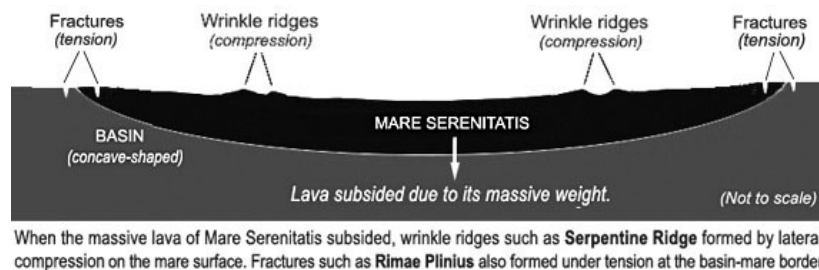 Fractures
(tension)
Wrinkle ridges
(compression)
Wrinkle ridges
(compression)
Fractures
(tension)
MARE SERENITATIS
BASIN
(concave-shaped)
Lava subsided due to its massive weight.
(Not to scale)
When the massive lava of Mare Serenitatis subsided, wrinkle ridges such as Serpentine Ridge formed by latera
compression on the mare surface. Fractures such as Rimae Plinius also formed under tension at the basin-mare border